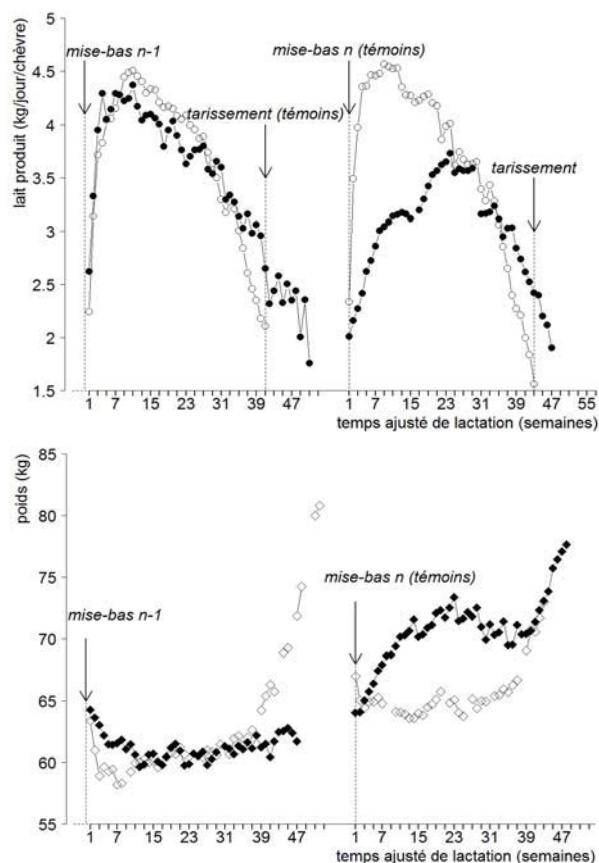 lait produit (kg/jour/chèvre)
5
4.5
4
3.5
3
2.5
2
1.5
mise-bas n-1
mise-bas n (témoins)
tarissement (témoins)
tarissement
1 7 15 23 31 39 47
1 7 15 23 31 39 47 55
temps ajusté de lactation (semaines)
poids (kg)
85
80
75
70
65
60
55
mise-bas n (témoins)
mise-bas n-1
1 7 15 23 31 39 47
1 7 15 23 31 39 47
temps ajusté de lactation (semaines)